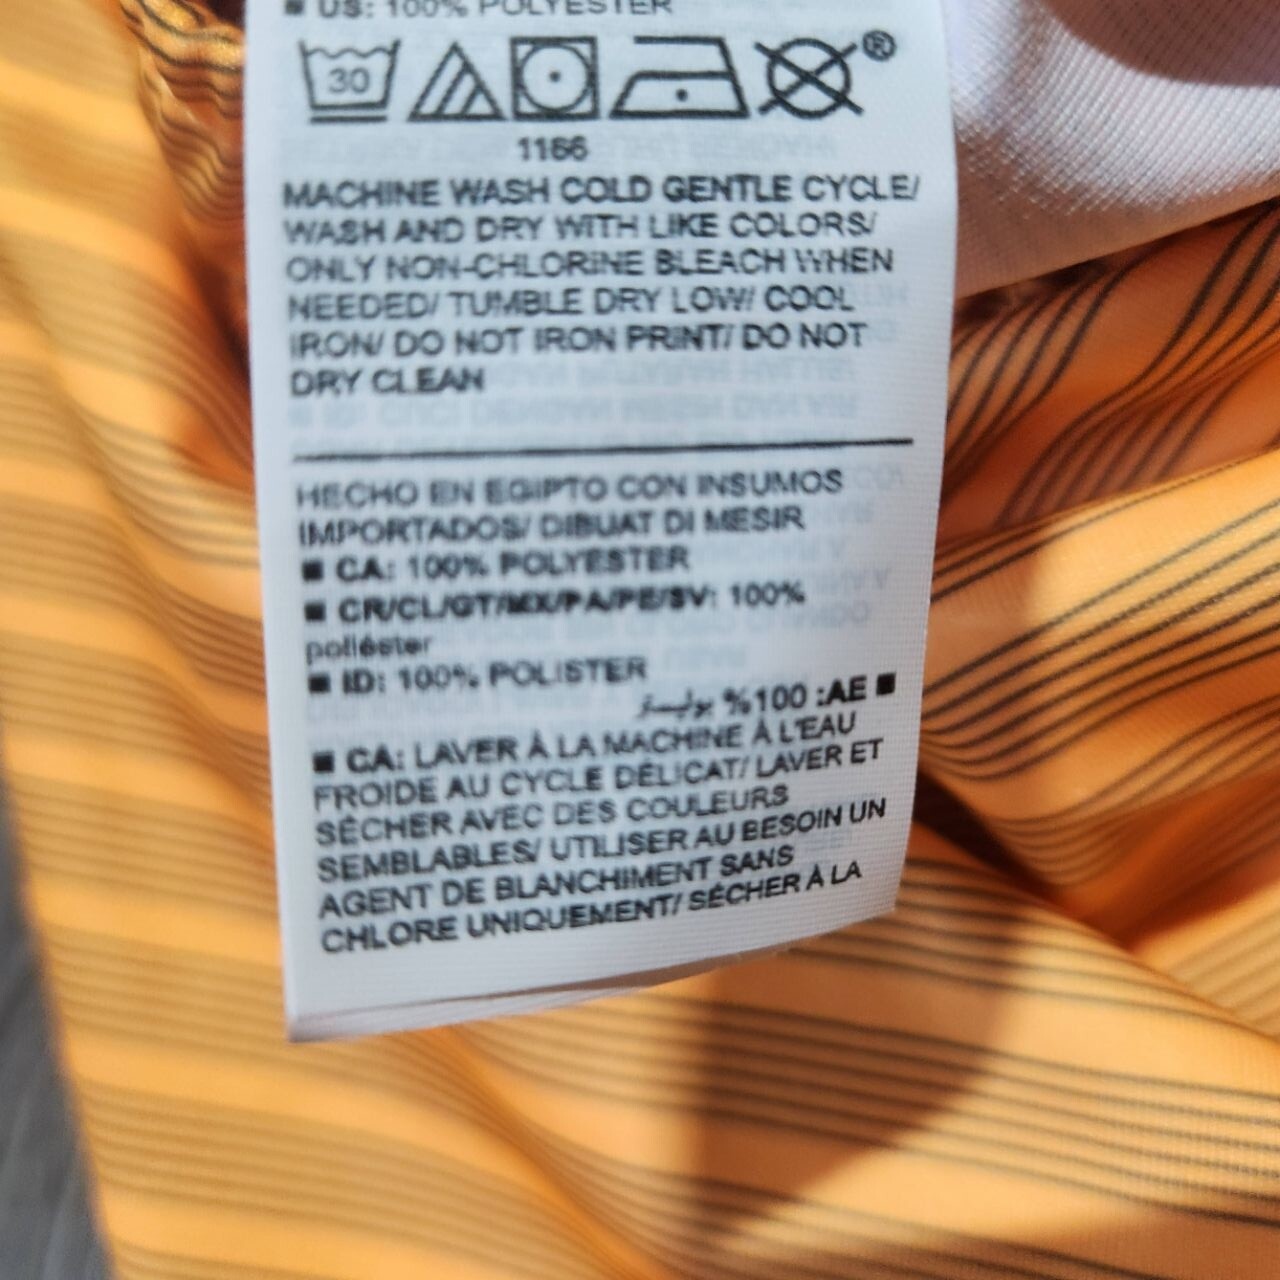 ■ US: 100% POLYESTER
30
®
1166
MACHINE WASH COLD GENTLE CYCLE/
WASH AND DRY WITH LIKE COLORS/
ONLY NON-CHLORINE BLEACH WHEN
NEEDED/ TUMBLE DRY LOW/ COOL
IRON/ DO NOT IRON PRINT/ DO NOT
DRY CLEAN
HECHO EN EGIPTO CON INSUMOS
IMPORTADOS/ DIBUAT DI MESIR
■ CA: 100% POLYESTER
■ CR/CL/GT/MX/PA/PE/SV: 100%
poliéster
■ ID: 100% POLISTER
■ AE: 100%
■ CA: LAVER À LA MACHINE À L'EAU
FROIDE AU CYCLE DÉLICAT/ LAVER ET
SÉCHER AVEC DES COULEURS
SEMBLABLES/ UTILISER AU BESOIN UN
AGENT DE BLANCHIMENT SANS
CHLORE UNIQUEMENT/ SÉCHER À LA